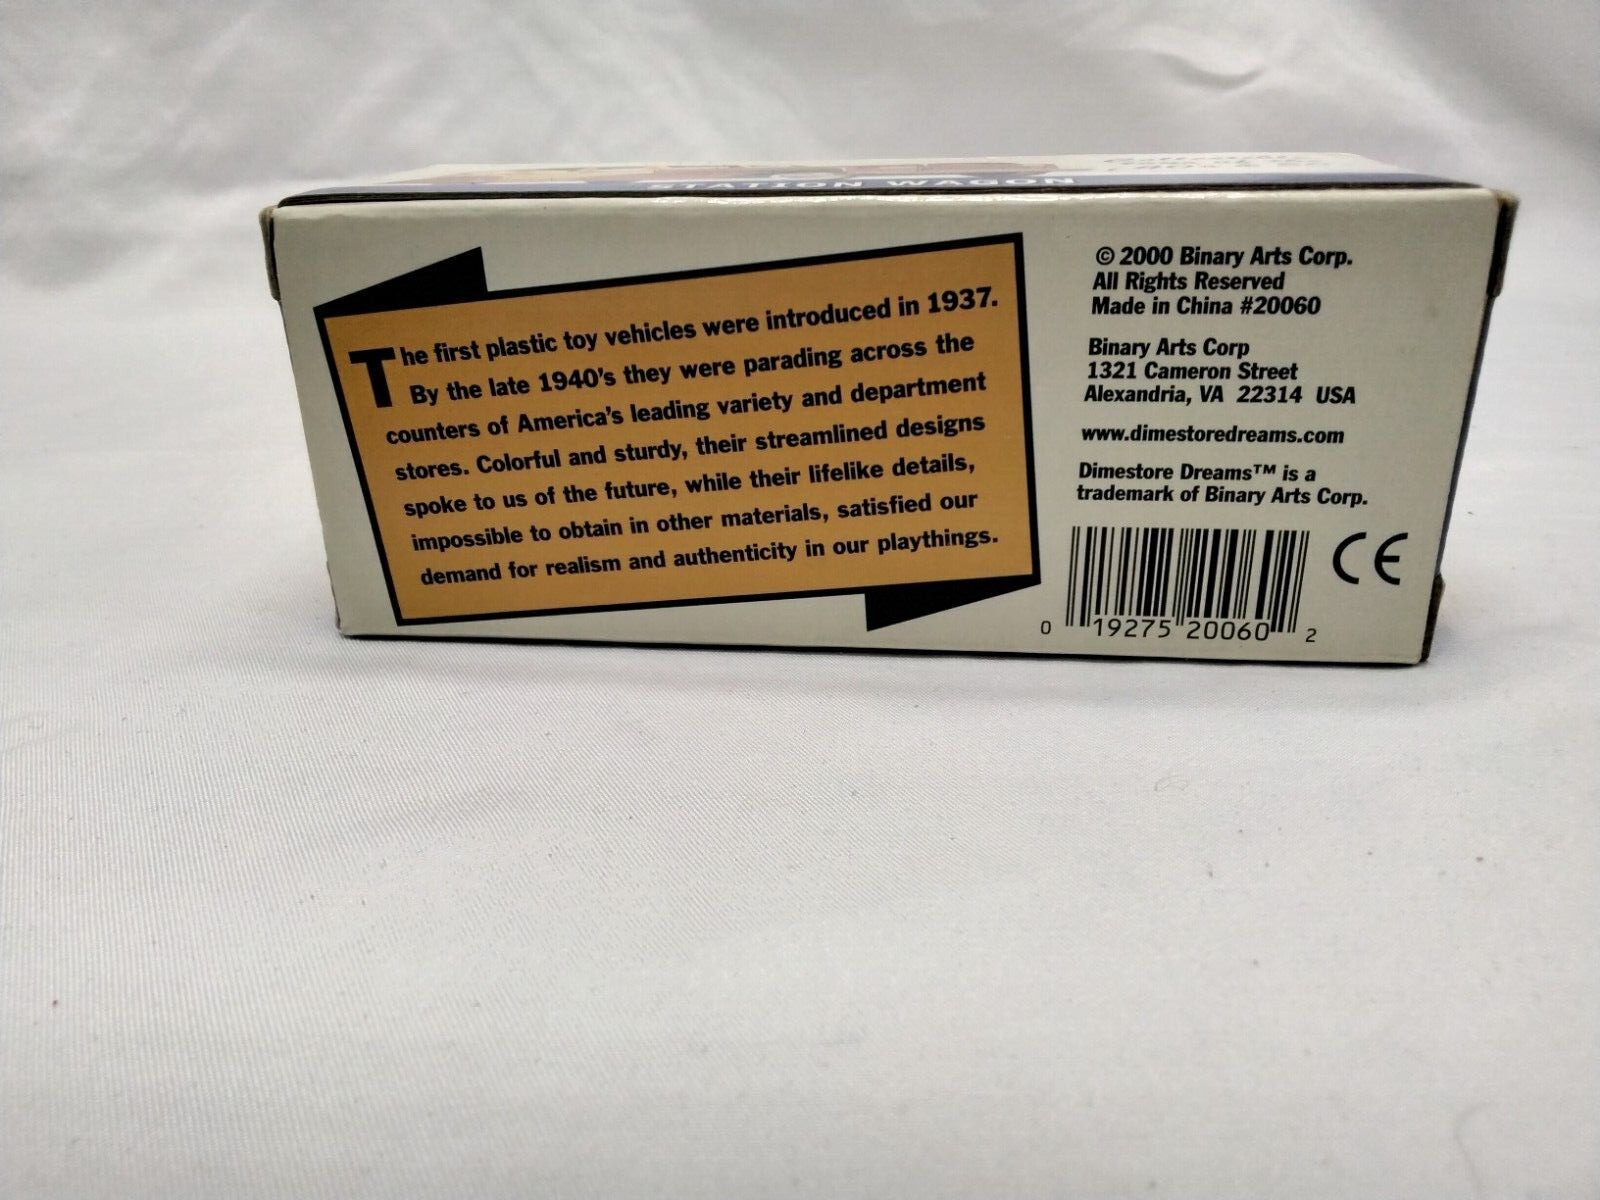 STATION WAGON
The first plastic toy vehicles were introduced in 1937.
By the late 1940's they were parading across the
counters of America's leading variety and department
stores. Colorful and sturdy, their streamlined designs
spoke to us of the future, while their lifelike details,
impossible to obtain in other materials, satisfied our
demand for realism and authenticity in our playthings.
© 2000 Binary Arts Corp.
All Rights Reserved
Made in China #20060
Binary Arts Corp
1321 Cameron Street
Alexandria, VA 22314 USA
www.dimestoredreams.com
Dimestore Dreams™ is a
trademark of Binary Arts Corp.
CE
0 19275 20060 2